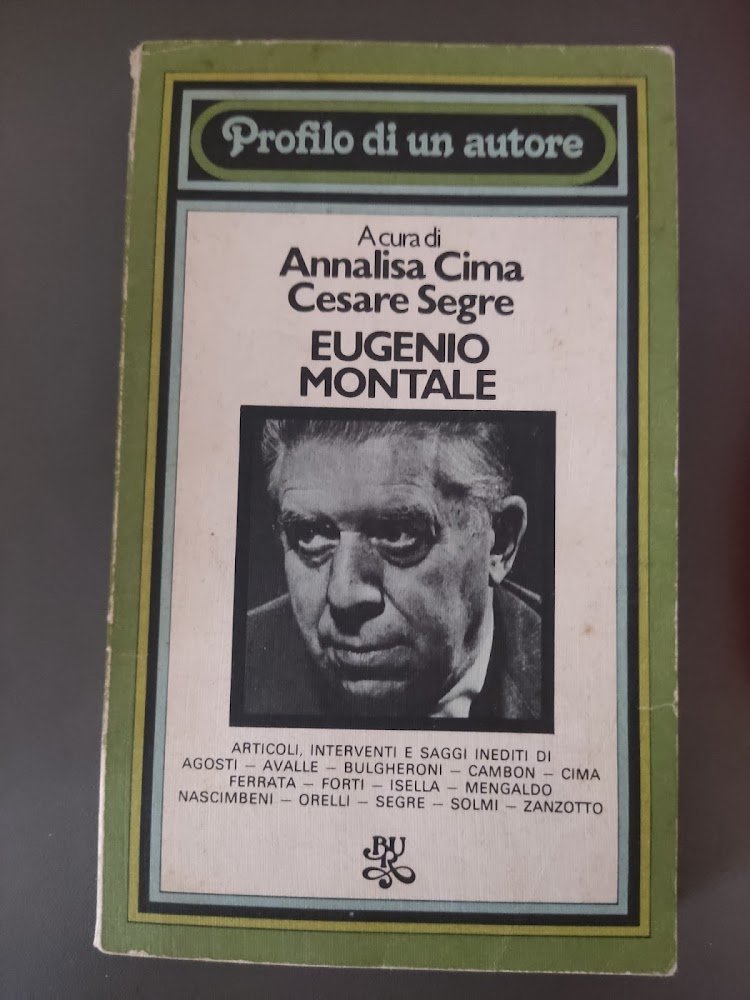 Profilo di un autore
A cura di
Annalisa Cima
Cesare Segre
EUGENIO
MONTALE
ARTICOLI, INTERVENTI E SAGGI INEDITI DI
AGOSTI – AVALLE – BULGHERONI – CAMBON – CIMA
FERRATA – FORTI – ISELLA – MENGALDO
NASCIMBENI – ORELLI – SEGRE – SOLMI – ZANZOTTO
BUR